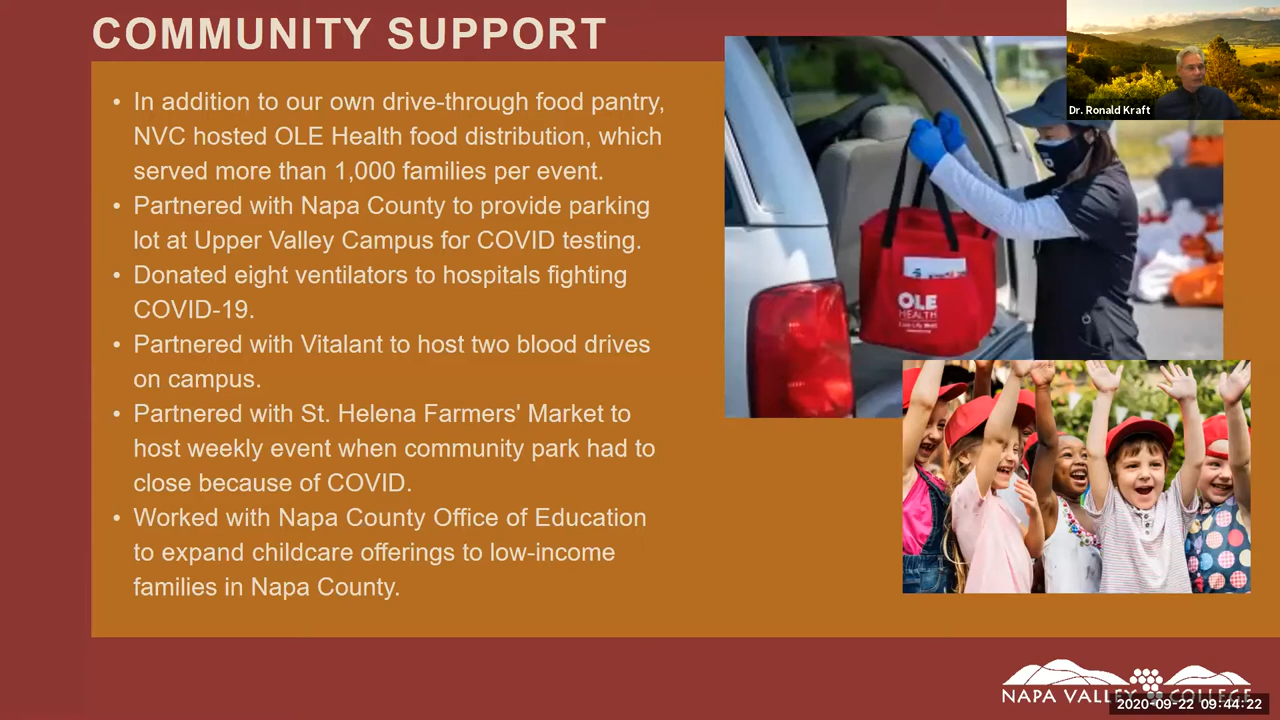 COMMUNITY SUPPORT
• In addition to our own drive-through food pantry,
NVC hosted OLE Health food distribution, which
served more than 1,000 families per event.
• Partnered with Napa County to provide parking
lot at Upper Valley Campus for COVID testing.
• Donated eight ventilators to hospitals fighting
COVID-19.
• Partnered with Vitalant to host two blood drives
on campus.
• Partnered with St. Helena Farmers' Market to
host weekly event when community park had to
close because of COVID.
• Worked with Napa County Office of Education
to expand childcare offerings to low-income
families in Napa County.
Dr. Ronald Kraft
OLE
HEALTH
NAPA VALLEY COLLEGE
2020-09-22 09:44:22